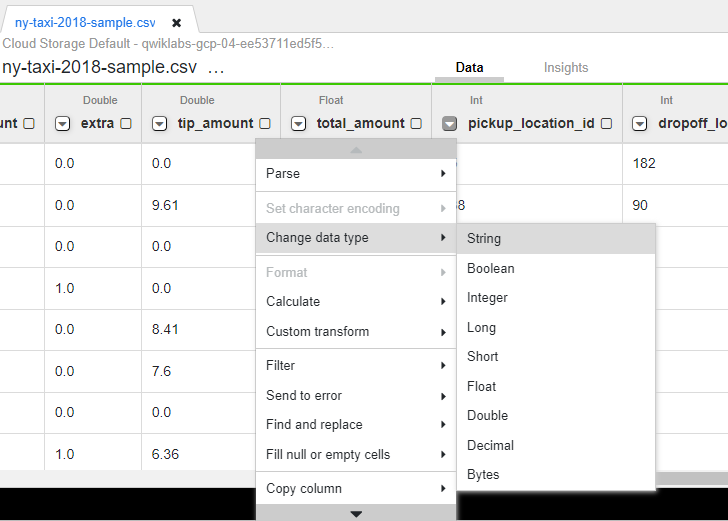 ny-taxi-2018-sample.csv ✖
Cloud Storage Default - qwiklabs-gcp-04-ee53711ed5f5...
ny-taxi-2018-sample.csv ... Data Insights
Double Double Float Int Int
extra tip_amount total_amount pickup_location_id dropoff_lo
0.0 0.0 182
0.0 9.61 90
0.0 0.0
1.0 0.0
0.0 8.41
0.0 7.6
0.0 0.0
1.0 6.36
Parse
Set character encoding
Change data type
Format
Calculate
Custom transform
Filter
Send to error
Find and replace
Fill null or empty cells
Copy column
String
Boolean
Integer
Long
Short
Float
Double
Decimal
Bytes